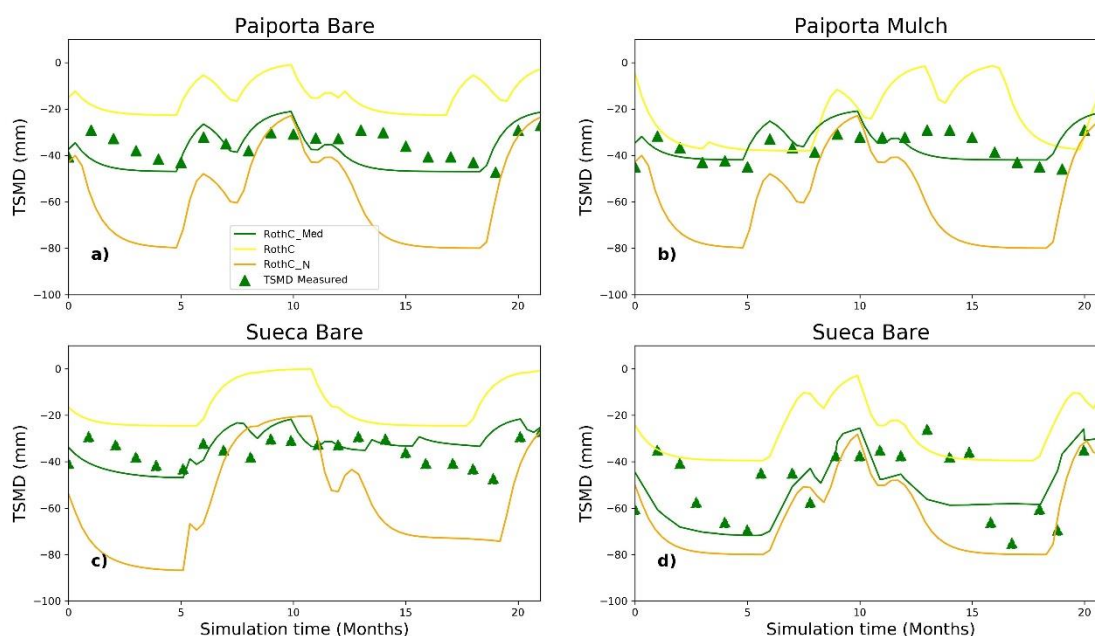 Paiporta Bare
TSMD (mm)
0
−20
−40
−60
−80
−100
a)
RothC_Med
RothC
RothC_N
TSMD Measured
0 5 10 15 20
Paiporta Mulch
TSMD (mm)
0
−20
−40
−60
−80
−100
b)
0 5 10 15 20
Sueca Bare
TSMD (mm)
0
−20
−40
−60
−80
−100
c)
0 5 10 15 20
Simulation time (Months)
Sueca Bare
TSMD (mm)
0
−20
−40
−60
−80
−100
d)
0 5 10 15 20
Simulation time (Months)